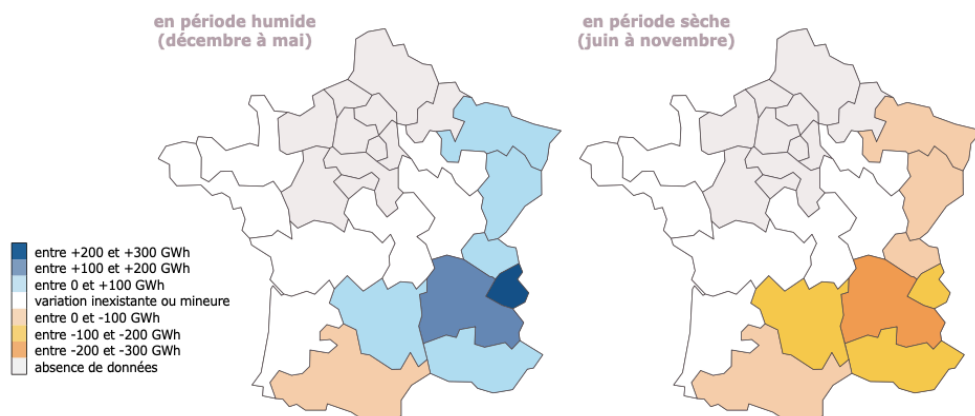 en période humide
(décembre à mai)
en période sèche
(juin à novembre)
entre +200 et +300 GWh
entre +100 et +200 GWh
entre 0 et +100 GWh
variation inexistante ou mineure
entre 0 et -100 GWh
entre -100 et -200 GWh
entre -200 et -300 GWh
absence de données